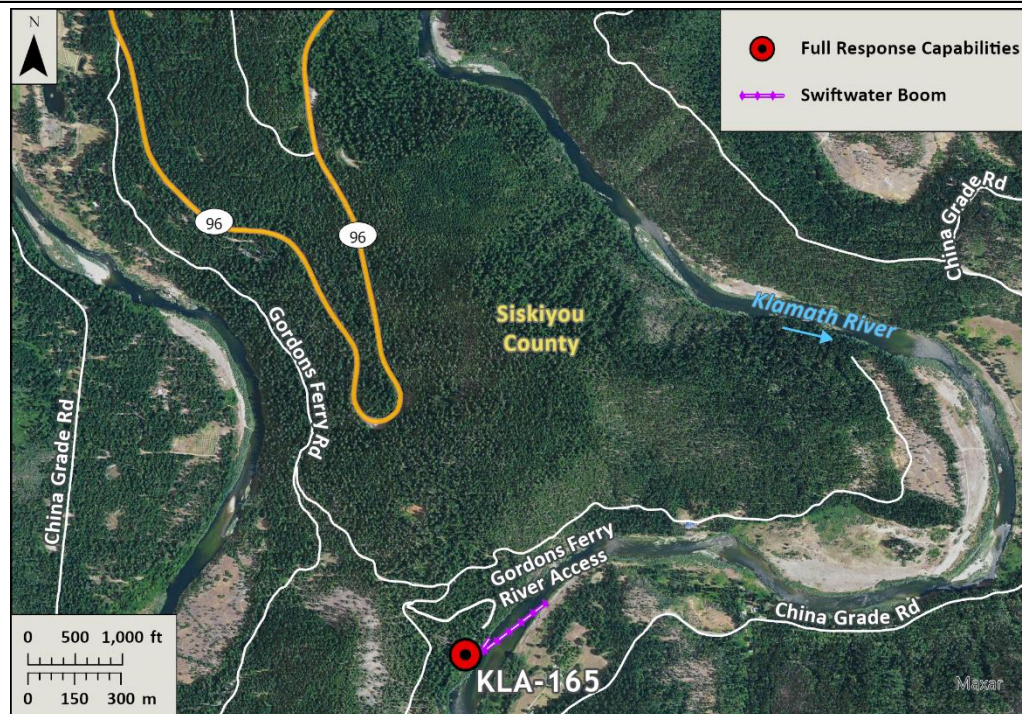 N
Full Response Capabilities
Swiftwater Boom
96
96
China Grade Rd
Klamath River
Siskiyou
County
Gordons Ferry Rd
China Grade Rd
Gordons Ferry
River Access
China Grade Rd
0 500 1,000 ft
0 150 300 m
KLA-165
Maxar